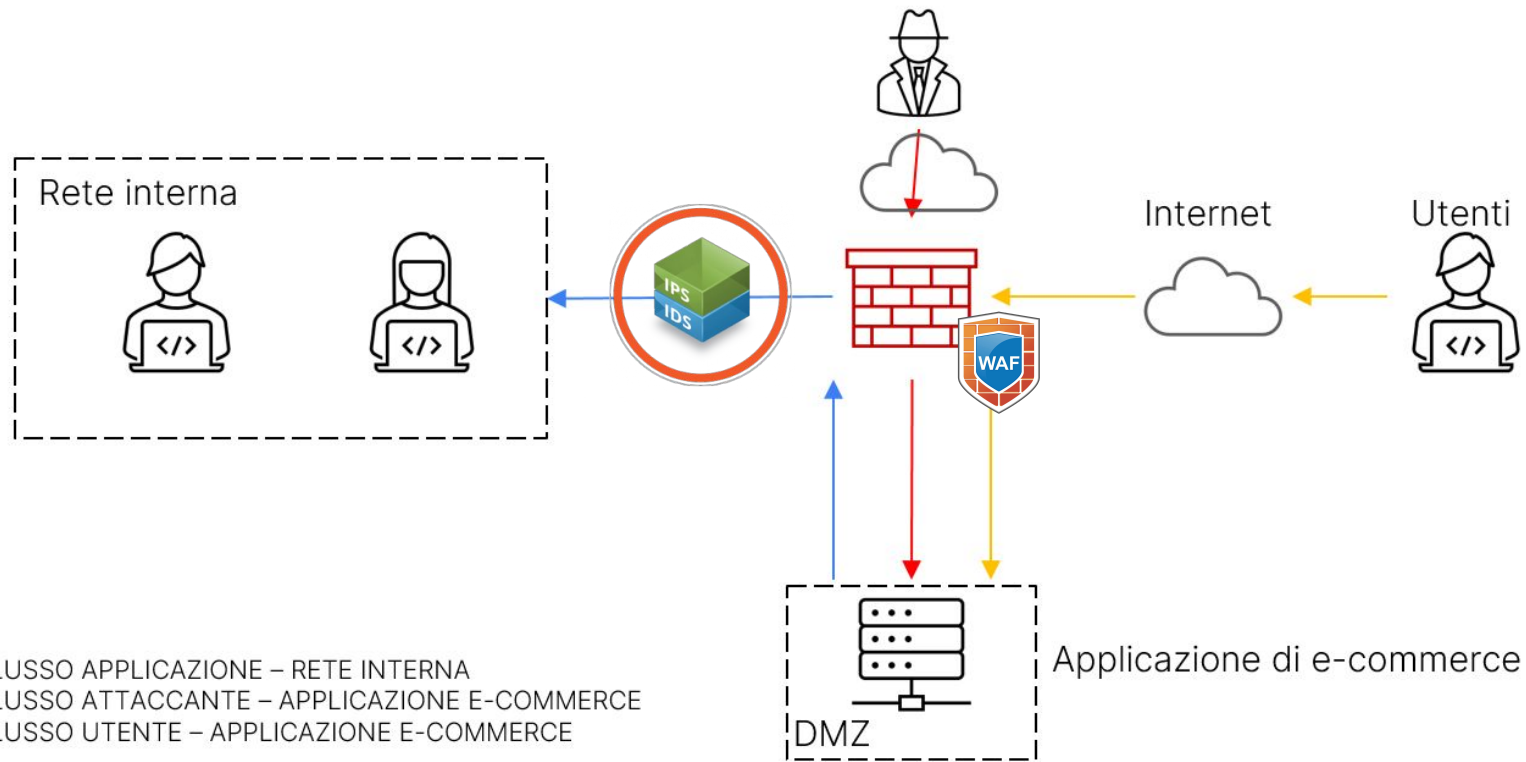 Rete interna
Internet
Utenti
IPS
IDS
WAF
</>
</>
</>
Applicazione di e-commerce
DMZ
LUSSO APPLICAZIONE – RETE INTERNA
LUSSO ATTACCANTE – APPLICAZIONE E-COMMERCE
LUSSO UTENTE – APPLICAZIONE E-COMMERCE